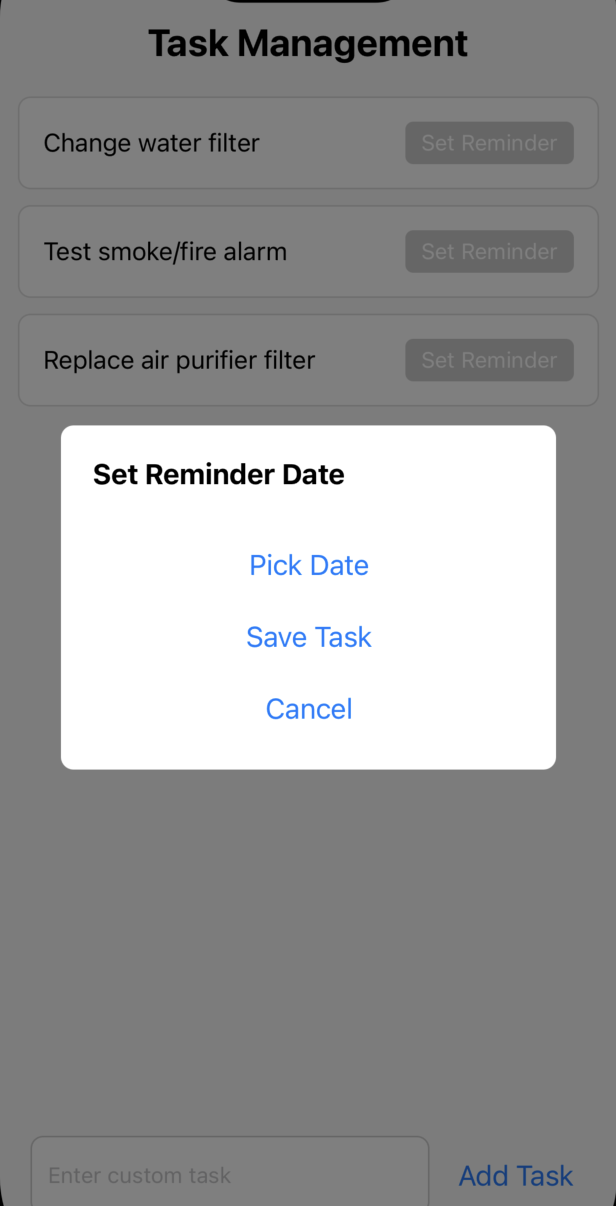 Task Management
Change water filter Set Reminder
Test smoke/fire alarm Set Reminder
Replace air purifier filter Set Reminder
Set Reminder Date
Pick Date
Save Task
Cancel
Enter custom task Add Task